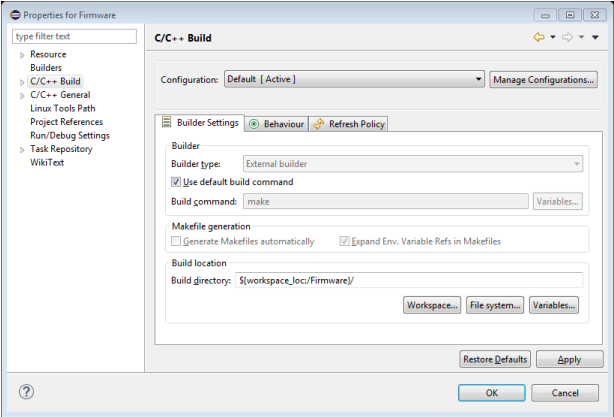 Properties for Firmware
type filter text
C/C++ Build
Resource
Builders
C/C++ Build
C/C++ General
Linux Tools Path
Project References
Run/Debug Settings
Task Repository
WikiText
Configuration: Default [ Active ] Manage Configurations...
Builder Settings Behaviour Refresh Policy
Builder
Builder type: External builder
Use default build command
Build command: make Variables...
Makefile generation
Generate Makefiles automatically Expand Env. Variable Refs in Makefiles
Build location
Build directory: ${workspace_loc:/Firmware}/
Workspace... File system... Variables...
Restore Defaults Apply
? OK Cancel